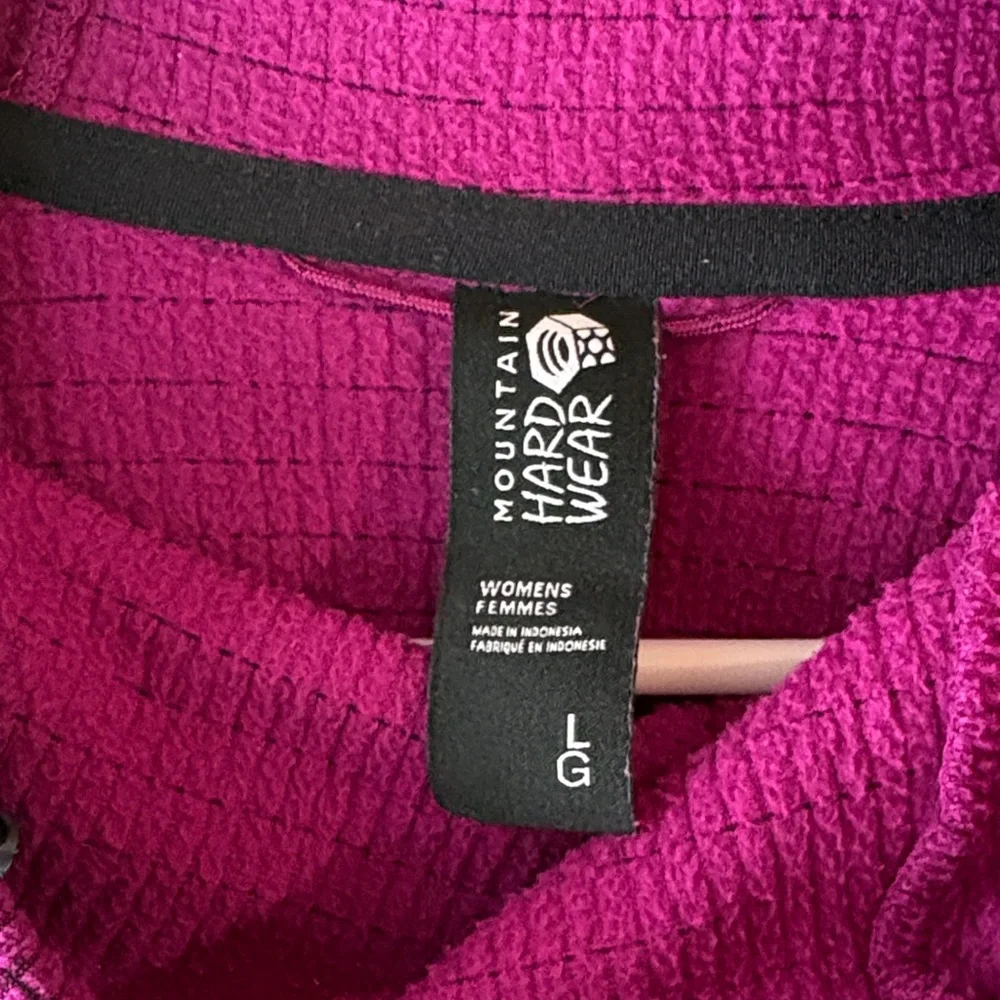 MOUNTAIN
HARD
WEAR
WOMENS
FEMMES
MADE IN INDONESIA
FABRIQUÉ EN INDONESIE
L
G